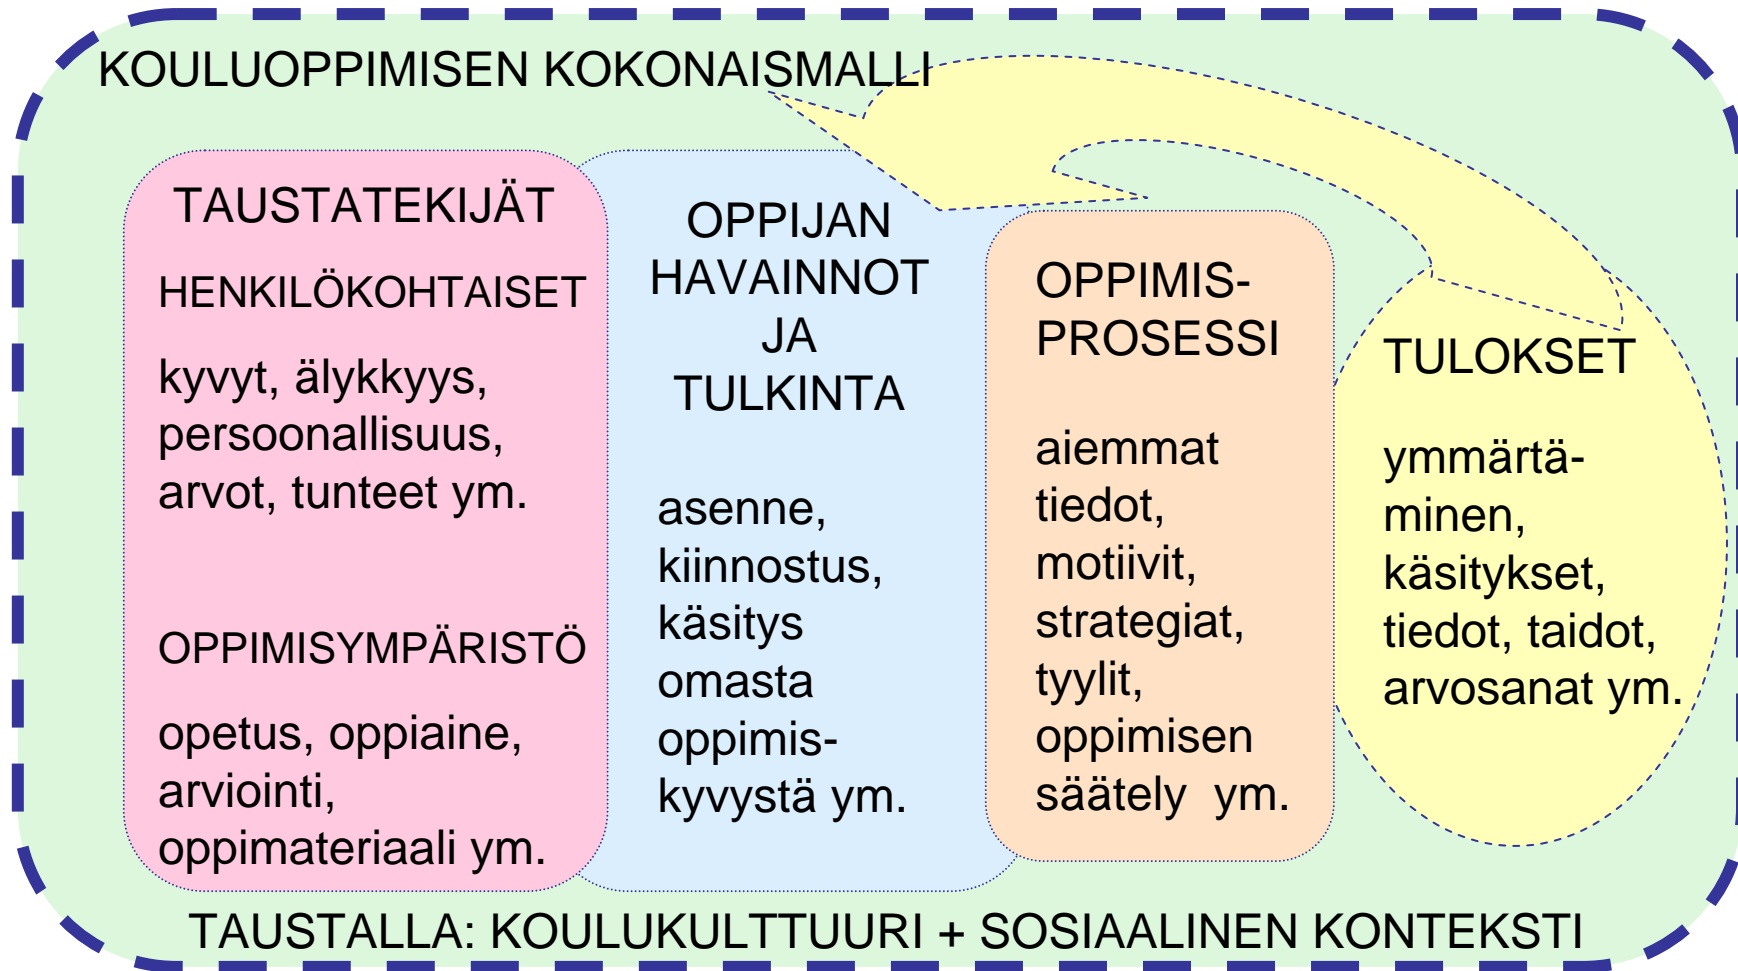 KOULUOPPIMISEN KOKONAISMALLI
TAUSTATEKIJÄT
HENKILÖKOHTAISET
kyvyt, älykkyys,
persoonallisuus,
arvot, tunteet ym.
OPPIMISYMPÄRISTÖ
opetus, oppiaine,
arviointi,
oppimateriaali ym.
OPPIJAN
HAVAINNOT
JA
TULKINTA
asenne,
kiinnostus,
käsitys
omasta
oppimis-
kyvystä ym.
OPPIMIS-
PROSESSI
aiemmat
tiedot,
motiivit,
strategiat,
tyylit,
oppimisen
säätely  ym.
TULOKSET
ymmärtä-
minen,
käsitykset,
tiedot, taidot,
arvosanat ym.
TAUSTALLA: KOULUKULTTUURI + SOSIAALINEN KONTEKSTI